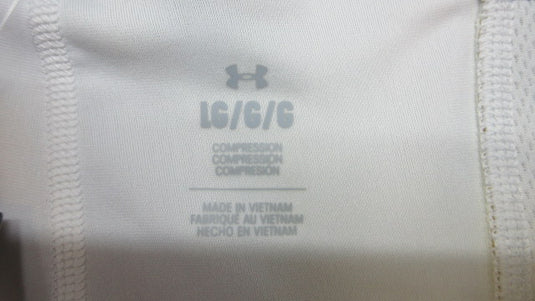 LG/G/G
COMPRESSION
COMPRESSION
COMPRESIÓN
MADE IN VIETNAM
FABRIQUÉ AU VIETNAM
HECHO EN VIETNAM